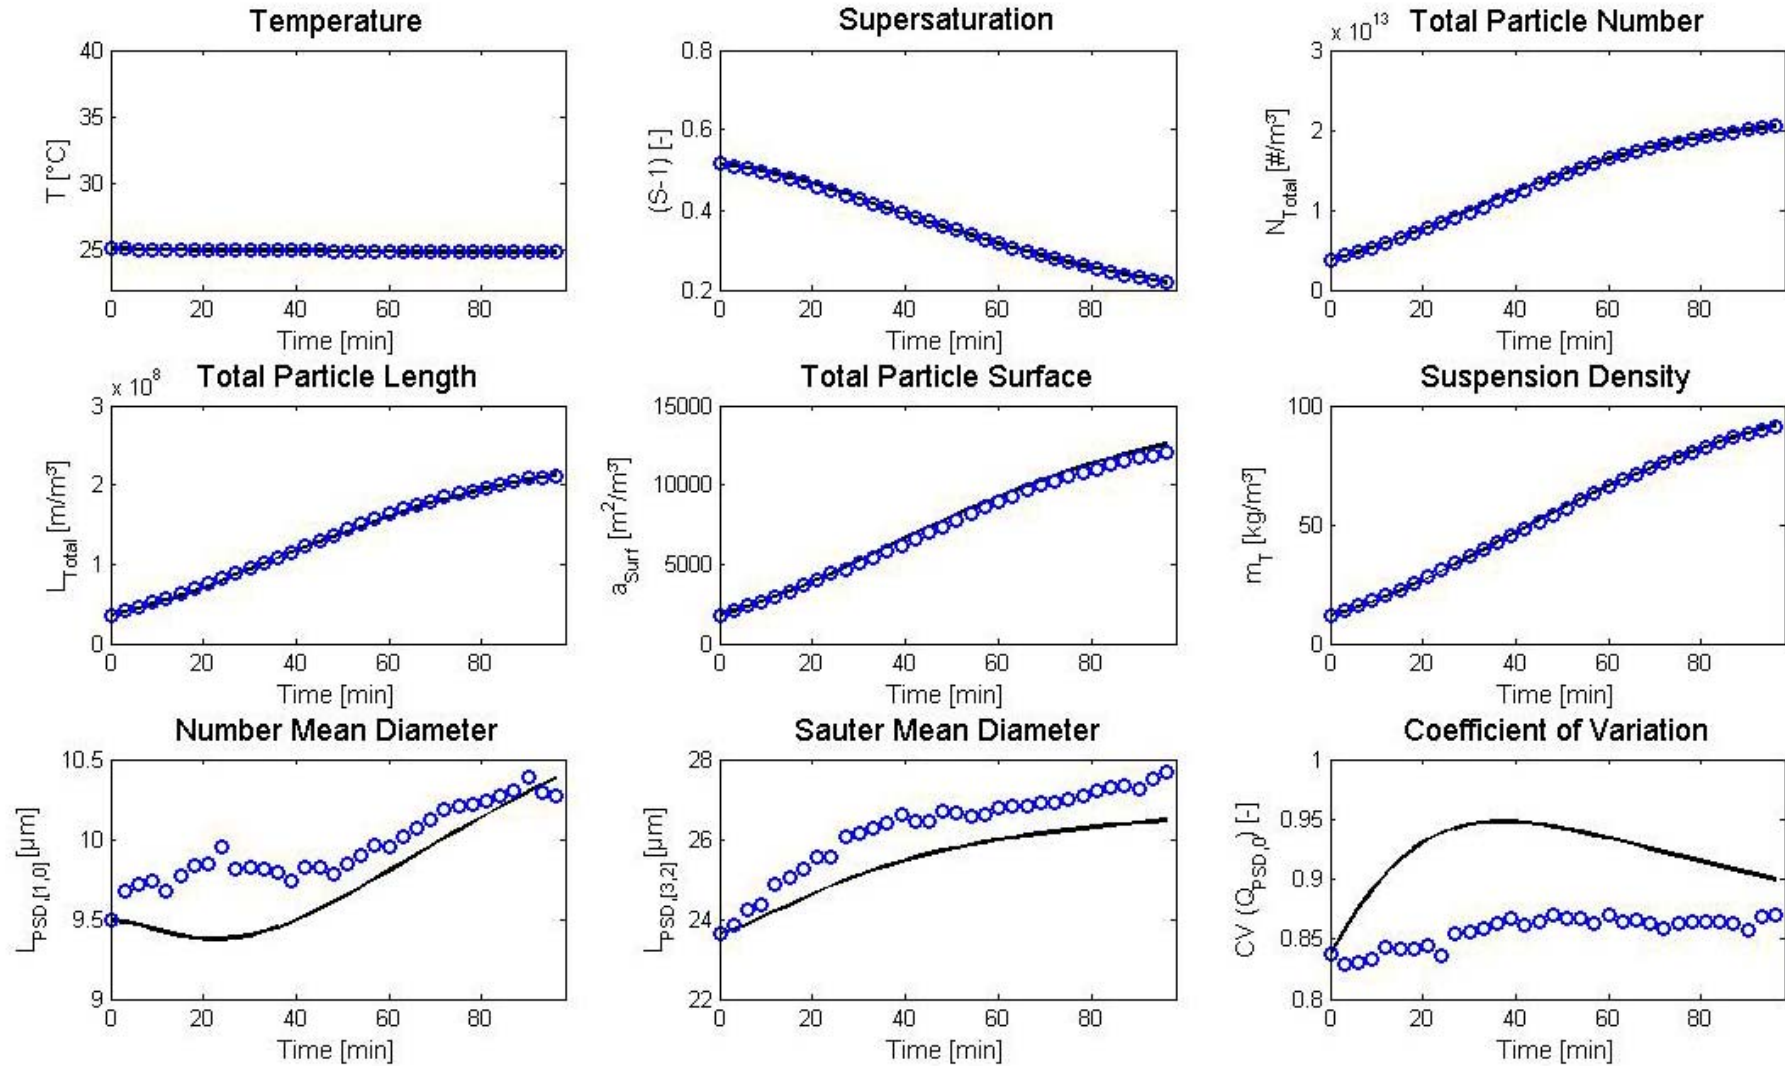 Temperature
40
35
30
25
T [°C]
0 20 40 60 80
Time [min]
Supersaturation
0.8
0.6
0.4
0.2
(S-1) [-]
0 20 40 60 80
Time [min]
Total Particle Number
x 10^13
3
2
1
0
N_Total [#/m³]
0 20 40 60 80
Time [min]
Total Particle Length
x 10^8
3
2
1
0
L_Total [m/m³]
0 20 40 60 80
Time [min]
Total Particle Surface
15000
10000
5000
0
a_Surf [m²/m³]
0 20 40 60 80
Time [min]
Suspension Density
100
50
0
m_T [kg/m³]
0 20 40 60 80
Time [min]
Number Mean Diameter
10.5
10
9.5
9
L_PSD,[1,0] [µm]
0 20 40 60 80
Time [min]
Sauter Mean Diameter
28
26
24
22
L_PSD,[3,2] [µm]
0 20 40 60 80
Time [min]
Coefficient of Variation
1
0.95
0.9
0.85
0.8
CV (Q_PSD,0) [-]
0 20 40 60 80
Time [min]